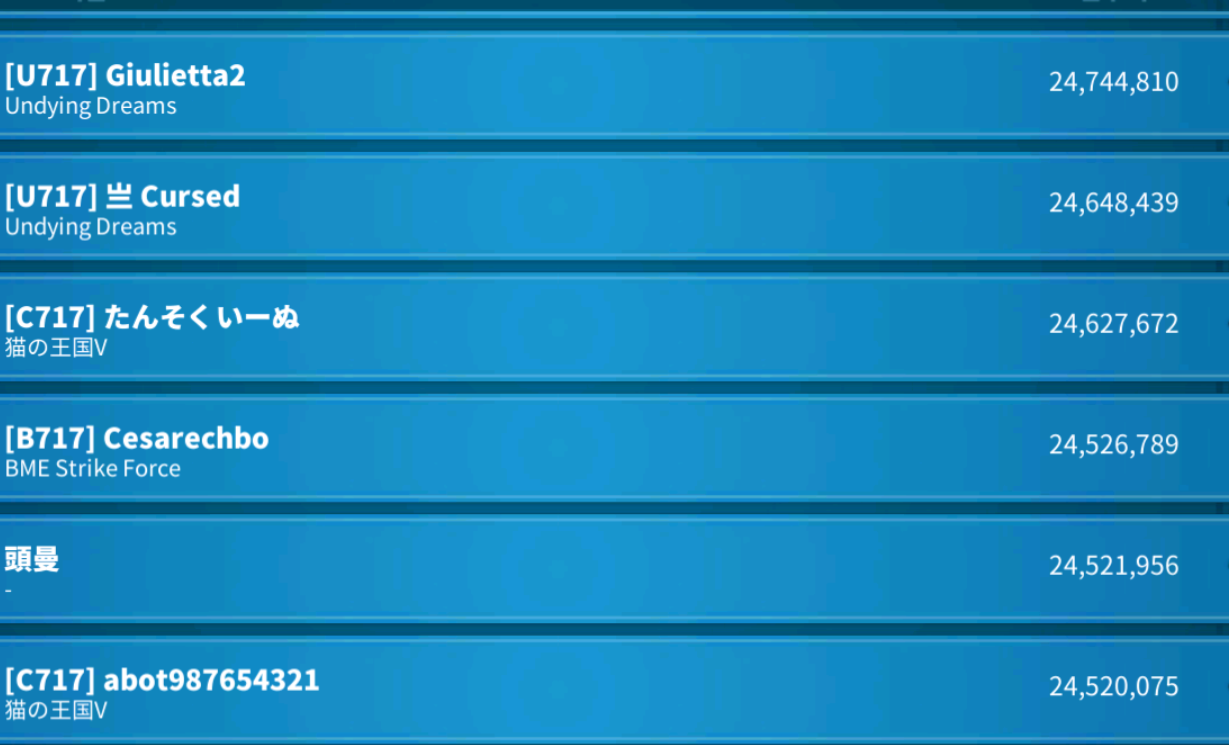 [U717] Giulietta2
24,744,810
Undying Dreams
[U717] 亗 Cursed
24,648,439
Undying Dreams
[C717] たんそくいーぬ
24,627,672
猫の王国V
[B717] Cesarechbo
24,526,789
BME Strike Force
頭曼
24,521,956
-
[C717] abot987654321
24,520,075
猫の王国V